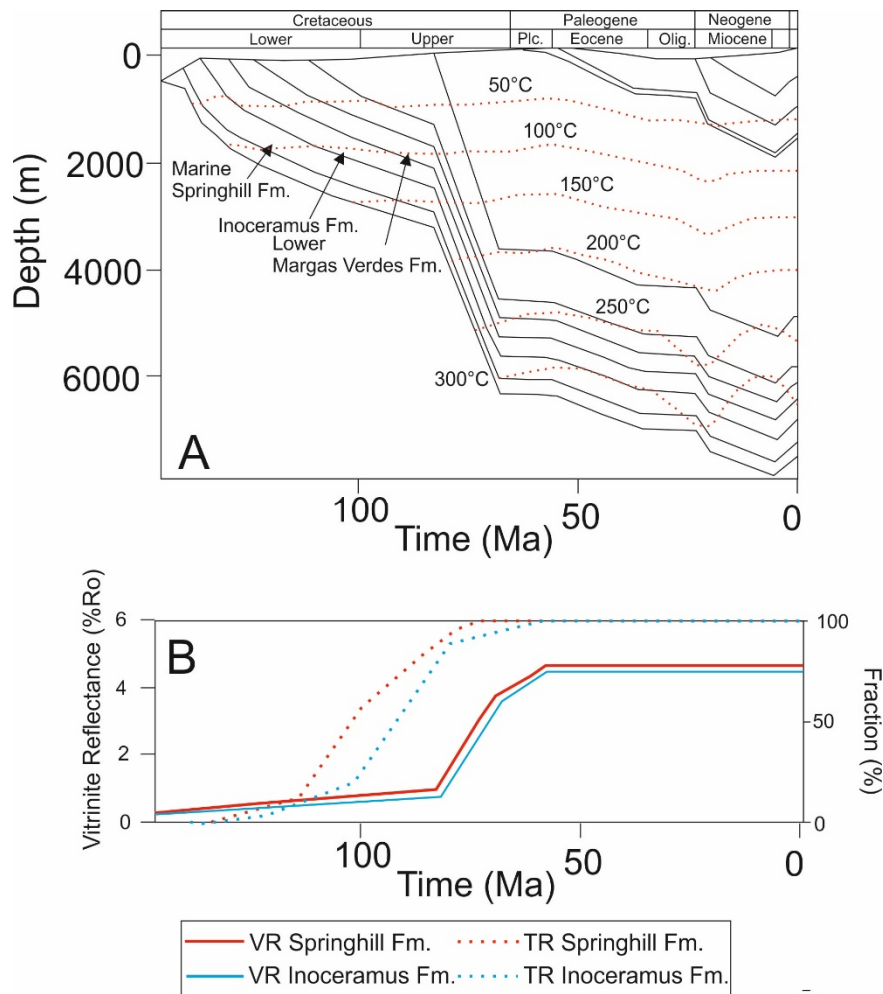 Cretaceous Paleogene Neogene
Lower Upper Plc. Eocene Olig. Miocene
0
50°C
100°C
Marine
Springhill Fm.
2000
150°C
Inoceramus Fm.
Lower
Margas Verdes Fm.
200°C
4000
250°C
300°C
6000
Depth (m)
A
100 50 0
Time (Ma)
B
6 100
4
50
2
0 0
Vitrinite Reflectance (%Ro)
Fraction (%)
100 50 0
Time (Ma)
VR Springhill Fm. TR Springhill Fm.
VR Inoceramus Fm. TR Inoceramus Fm.